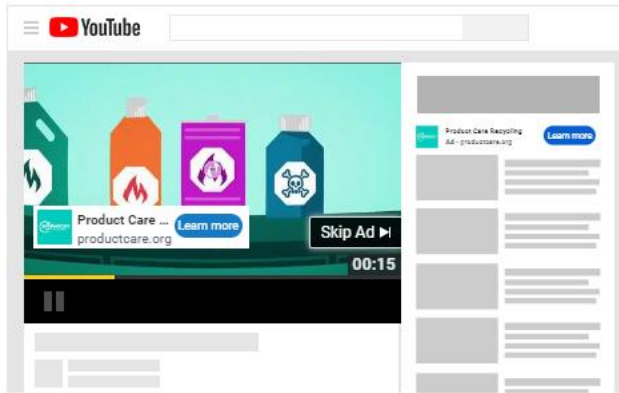 YouTube
Product Care ...
productcare.org
Learn more
Skip Ad
00:15
Product Care Recycling
Ad - productcare.org
Learn more